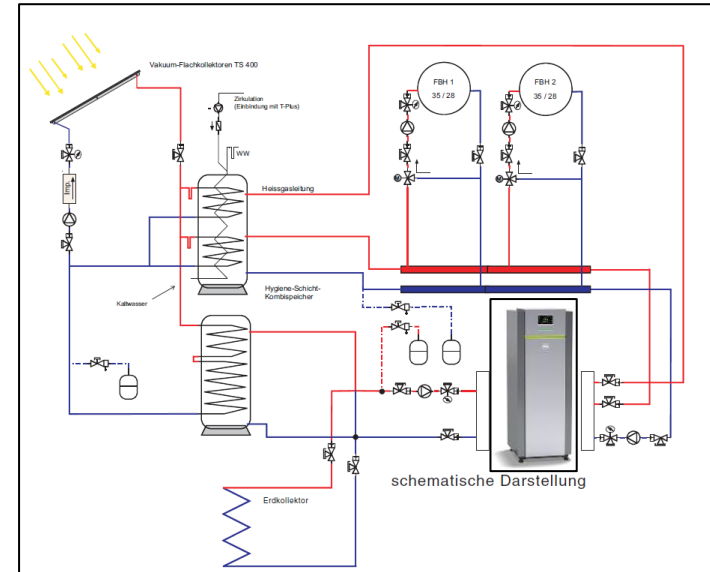 Vakuum-Flachkollektoren TS 400
FBH 1
35 / 28
FBH 2
35 / 28
Zirkulation
(Einbindung mit T-Plus)
WW
Imp.
Heissgasleitung
Hygiene-Schicht-
Kombispeicher
Kaltwasser
schematische Darstellung
Erdkollektor